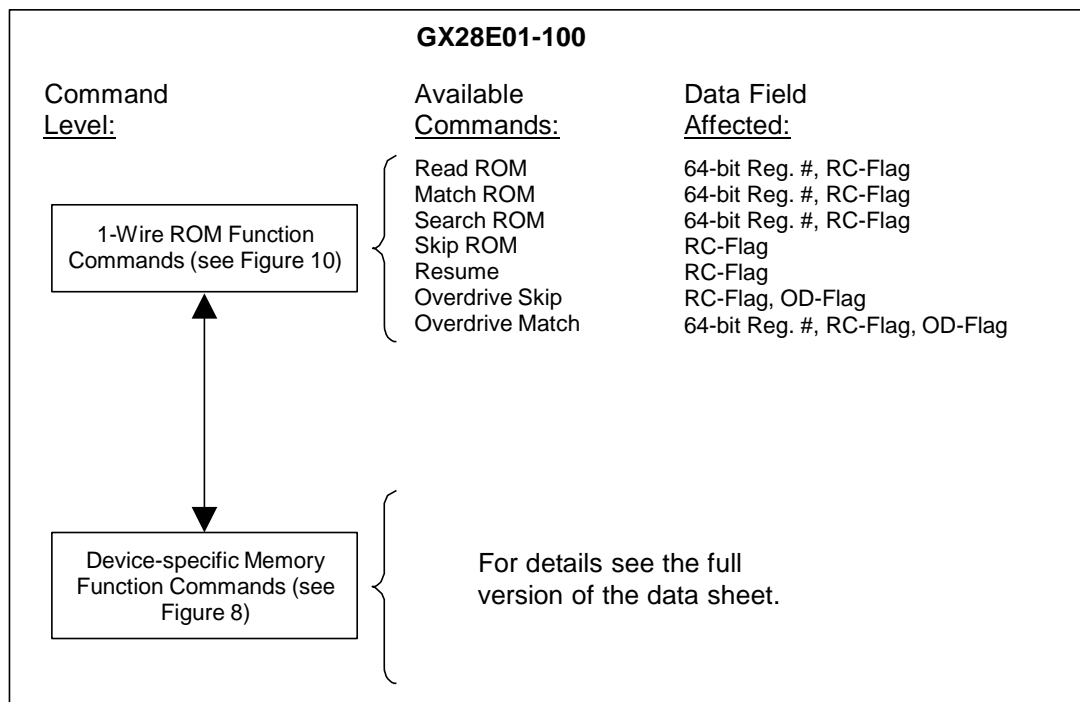 GX28E01-100
Command
Level:
Available
Commands:
Data Field
Affected:
1-Wire ROM Function
Commands (see Figure 10)
Read ROM 64-bit Reg. #, RC-Flag
Match ROM 64-bit Reg. #, RC-Flag
Search ROM 64-bit Reg. #, RC-Flag
Skip ROM RC-Flag
Resume RC-Flag
Overdrive Skip RC-Flag, OD-Flag
Overdrive Match 64-bit Reg. #, RC-Flag, OD-Flag
Device-specific Memory
Function Commands (see
Figure 8)
For details see the full
version of the data sheet.